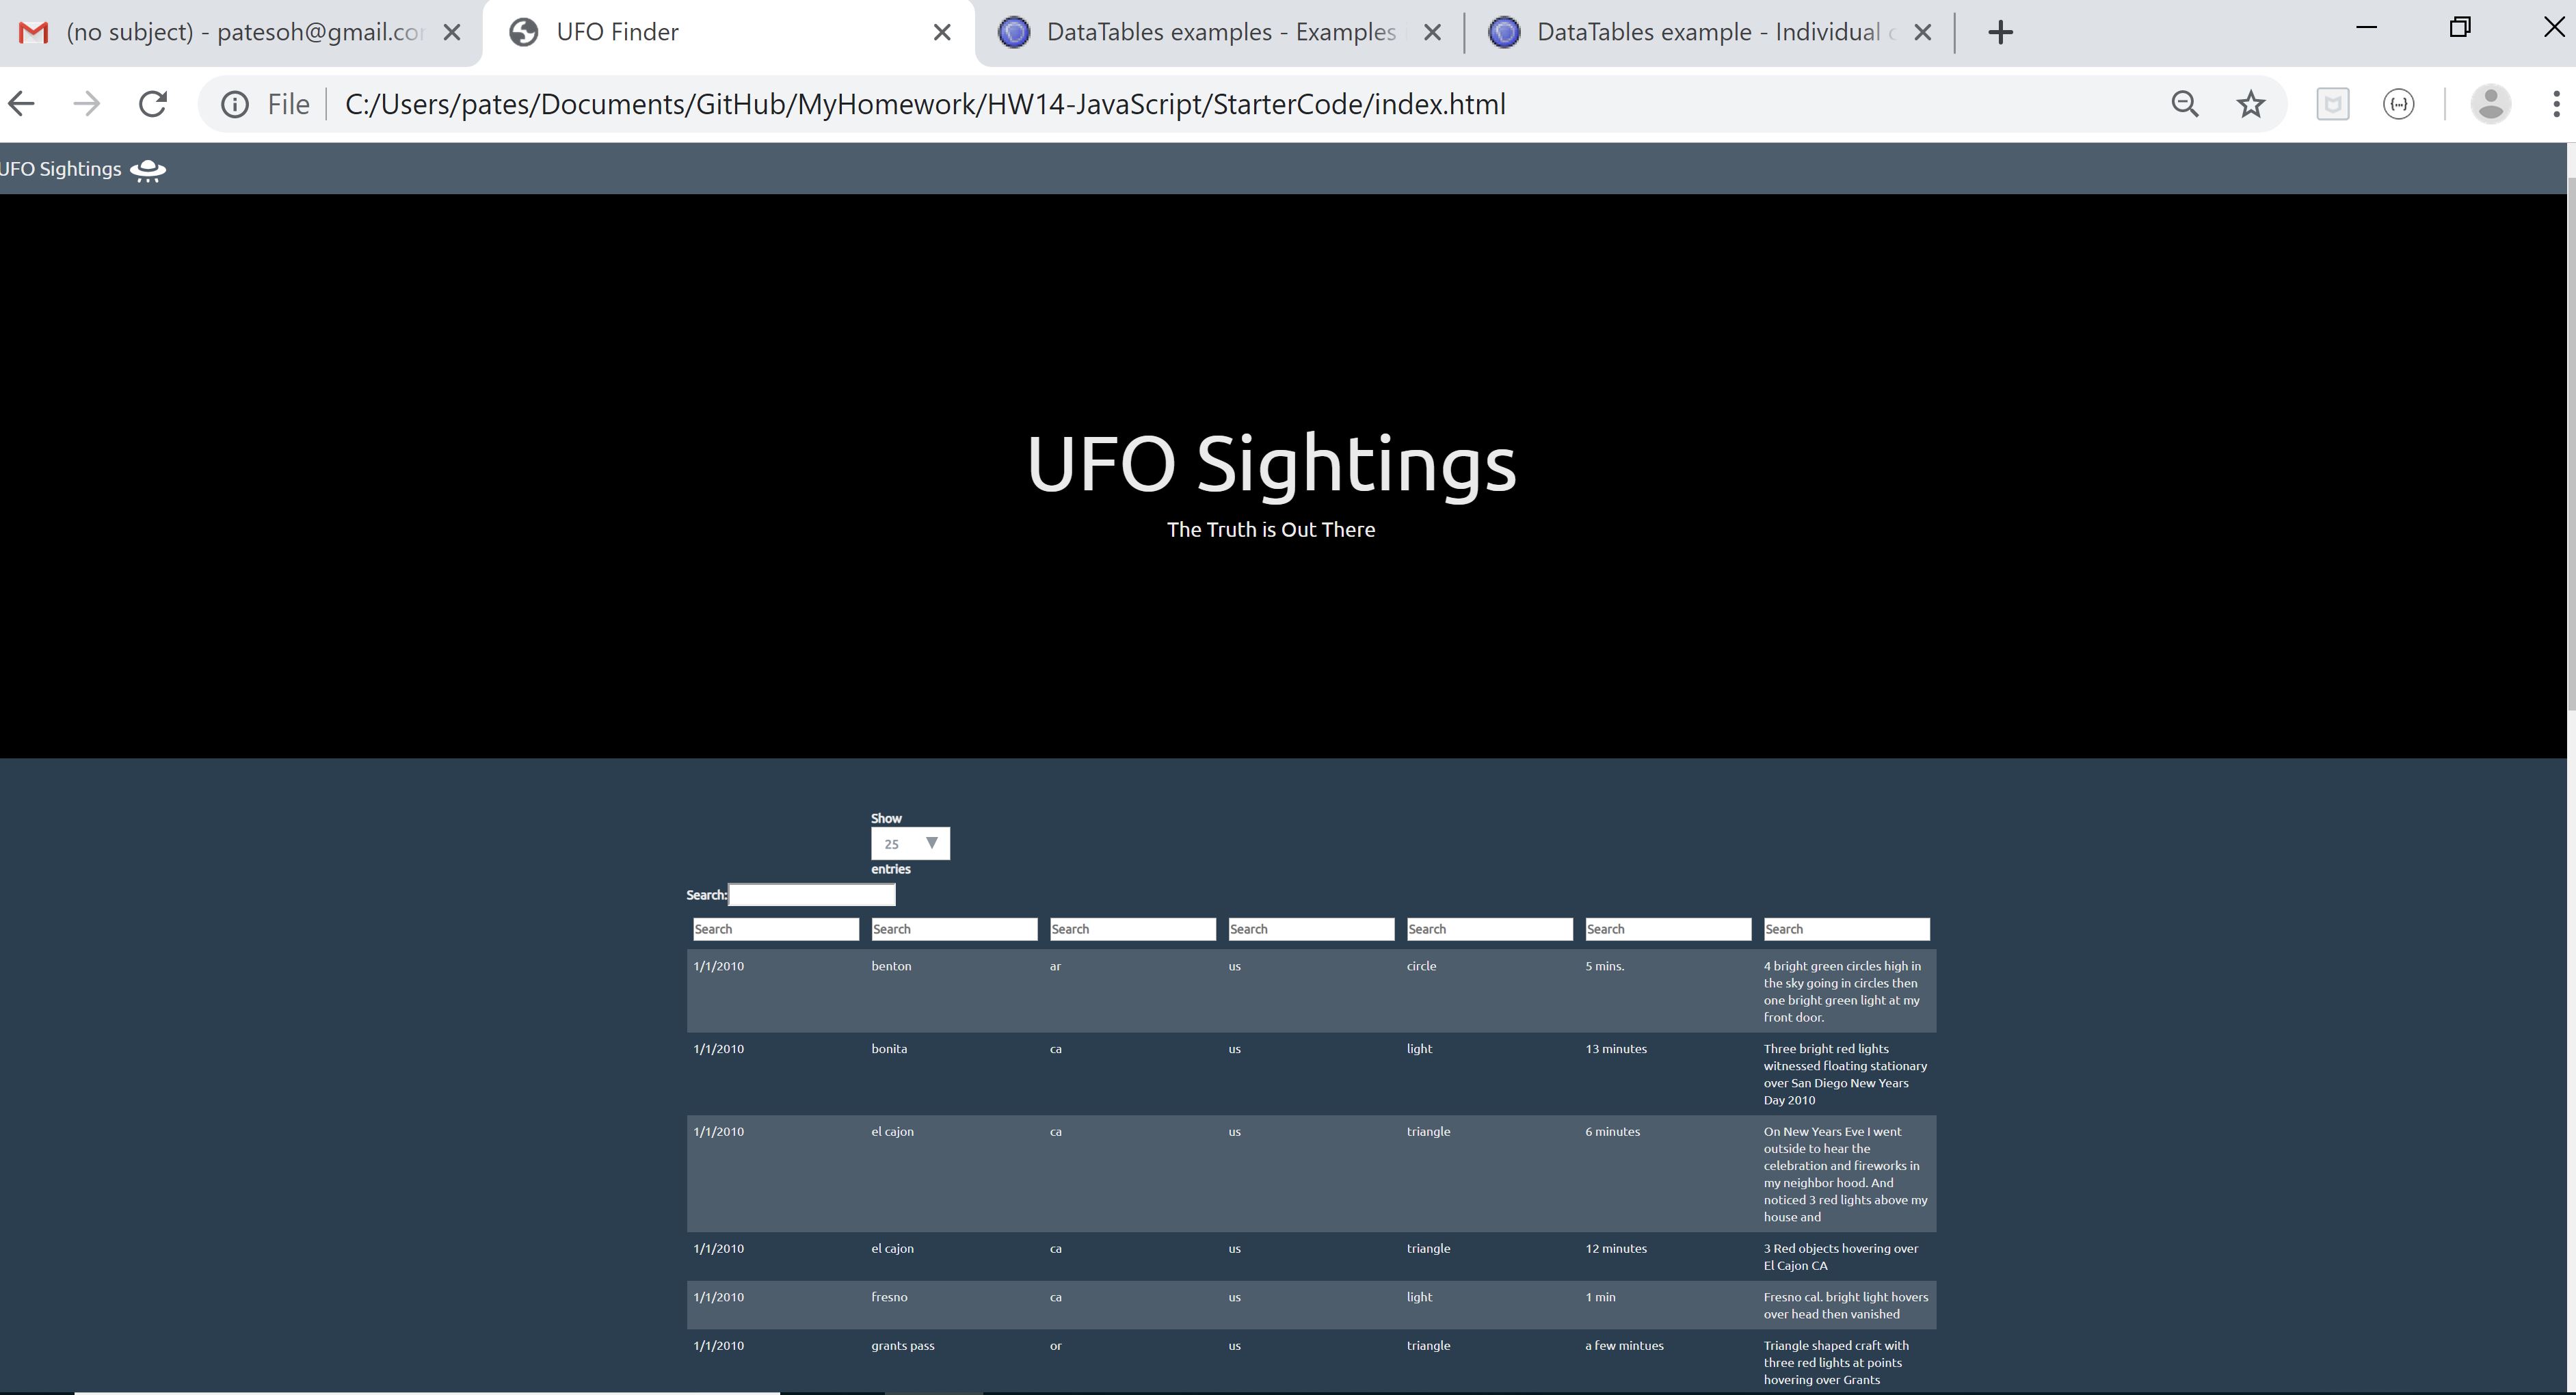 (no subject) - patesoh@gmail.co
UFO Finder
DataTables examples - Examples
DataTables example - Individual
File
C:/Users/pates/Documents/GitHub/MyHomework/HW14-JavaScript/StarterCode/index.html
UFO Sightings
UFO Sightings
The Truth is Out There
Show
25
entries
Search:
Search Search Search Search Search Search Search
1/1/2010 benton ar us circle 5 mins. 4 bright green circles high in
the sky going in circles then
one bright green light at my
front door.
1/1/2010 bonita ca us light 13 minutes Three bright red lights
witnessed floating stationary
over San Diego New Years
Day 2010
1/1/2010 el cajon ca us triangle 6 minutes On New Years Eve I went
outside to hear the
celebration and fireworks in
my neighbor hood. And
noticed 3 red lights above my
house and
1/1/2010 el cajon ca us triangle 12 minutes 3 Red objects hovering over
El Cajon CA
1/1/2010 fresno ca us light 1 min Fresno cal. bright light hovers
over head then vanished
1/1/2010 grants pass or us triangle a few mintues Triangle shaped craft with
three red lights at points
hovering over Grants